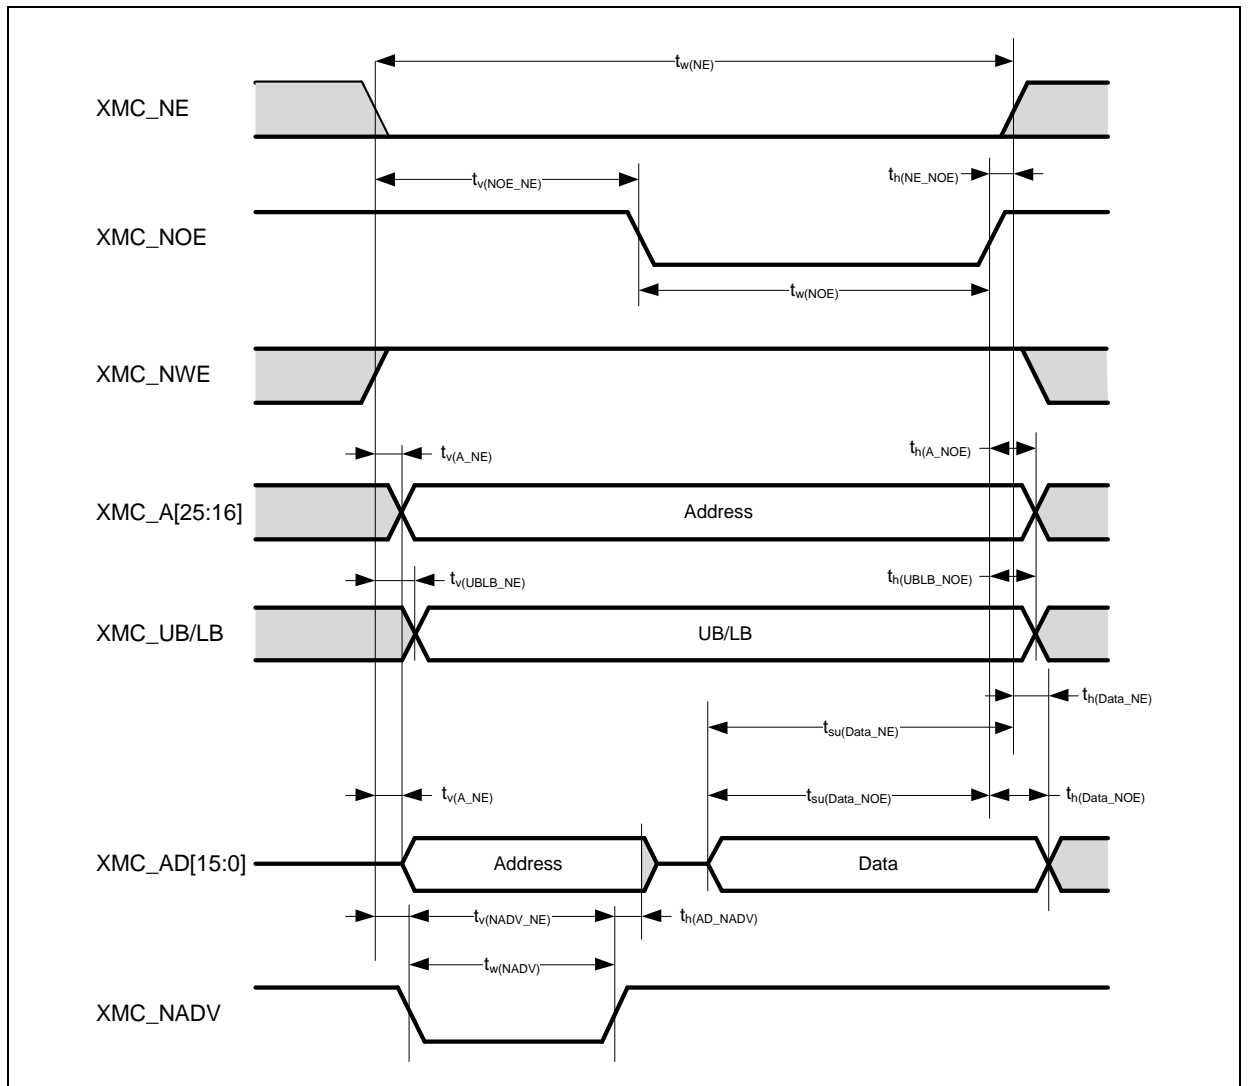 tw(NE)
XMC_NE
tv(NOE_NE)
th(NE_NOE)
XMC_NOE
tw(NOE)
XMC_NWE
tv(A_NE)
th(A_NOE)
XMC_A[25:16]
Address
tv(UBLB_NE)
th(UBLB_NOE)
XMC_UB/LB
UB/LB
th(Data_NE)
tsu(Data_NE)
tv(A_NE)
tsu(Data_NOE)
th(Data_NOE)
XMC_AD[15:0]
Address
Data
tv(NADV_NE)
th(AD_NADV)
tw(NADV)
XMC_NADV